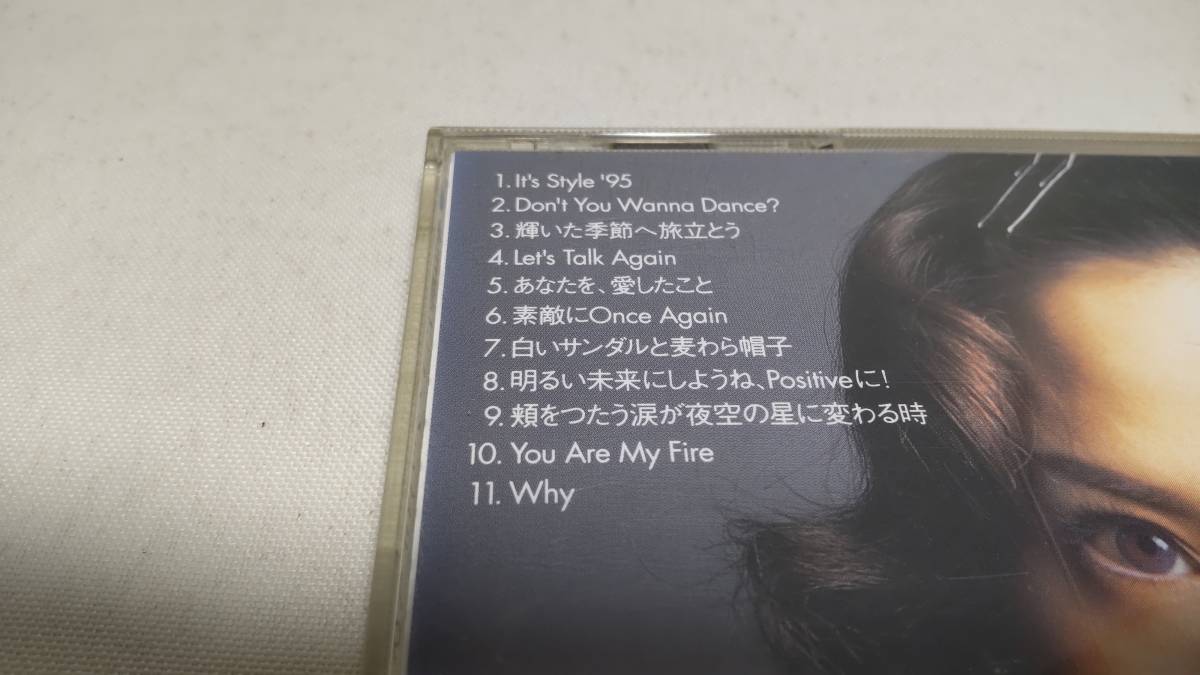 1. It's Style '95
2. Don't You Wanna Dance?
3. 輝いた季節へ旅立とう
4. Let's Talk Again
5. あなたを、愛したこと
6. 素敵にOnce Again
7. 白いサンダルと麦わら帽子
8. 明るい未来にしようね、Positiveに!
9. 頬をつたう涙が夜空の星に変わる時
10. You Are My Fire
11. Why